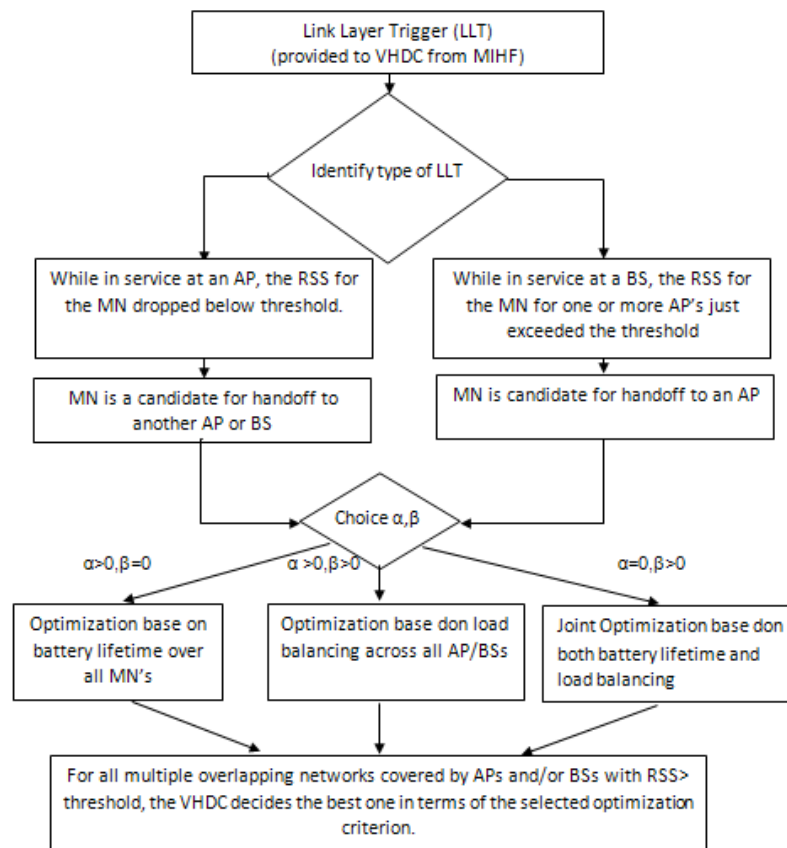 Link Layer Trigger (LLT)
(provided to VHDC from MIHF)
Identify type of LLT
While in service at an AP, the RSS for
the MN dropped below threshold.
While in service at a BS, the RSS for
the MN for one or more AP's just
exceeded the threshold
MN is a candidate for handoff to
another AP or BS
MN is candidate for handoff to an AP
Choice α,β
α>0,β=0
α >0,β>0
α=0,β>0
Optimization base on
battery lifetime over
all MN's
Optimization base don load
balancing across all AP/BSs
Joint Optimization base don
both battery lifetime and
load balancing
For all multiple overlapping networks covered by APs and/or BSs with RSS>
threshold, the VHDC decides the best one in terms of the selected optimization
criterion.